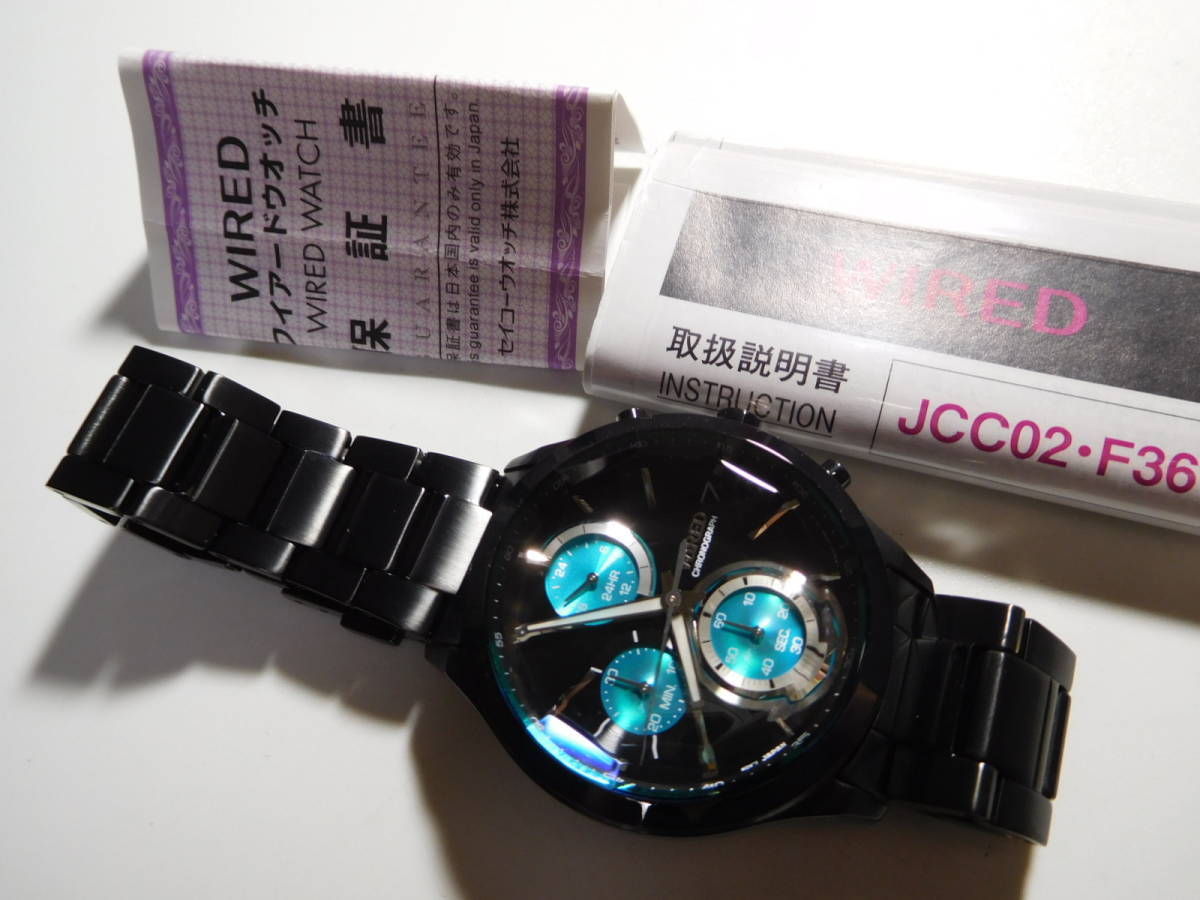 WIRED
ワイアードウオッチ
WIRED WATCH
保証書
GUARANTEE
保証書は日本国内のみ有効です。
guarantee is valid only in Japan.
セイコーウオッチ株式会社
WIRED
取扱説明書
INSTRUCTION
JCC02・F36
WIRED
CHRONOGRAPH
24
24HR
12
6
60
10
50
SEC.
40
30
MIN.
20
55
JAPAN